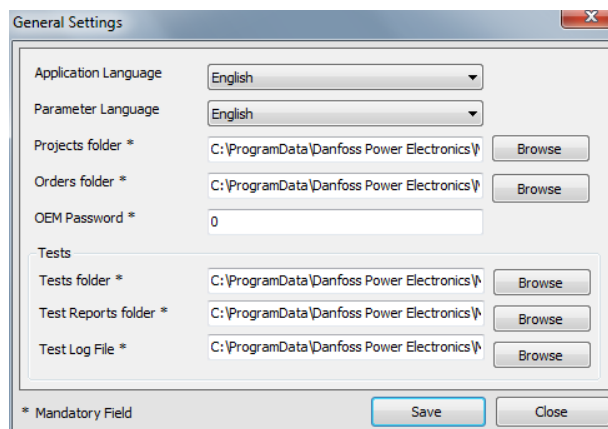 General Settings
Application Language English
Parameter Language English
Projects folder * C:\ProgramData\Danfoss Power Electronics\ Browse
Orders folder * C:\ProgramData\Danfoss Power Electronics\ Browse
OEM Password * 0
Tests
Tests folder * C:\ProgramData\Danfoss Power Electronics\ Browse
Test Reports folder * C:\ProgramData\Danfoss Power Electronics\ Browse
Test Log File * C:\ProgramData\Danfoss Power Electronics\ Browse
* Mandatory Field Save Close